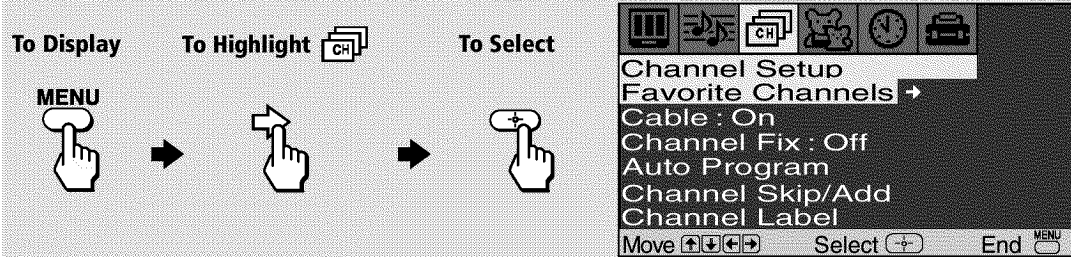 To Display
MENU
To Highlight CH
To Select
CH
Channel Setup
Favorite Channels
Cable : On
Channel Fix : Off
Auto Program
Channel Skip/Add
Channel Label
Move Select End MENU